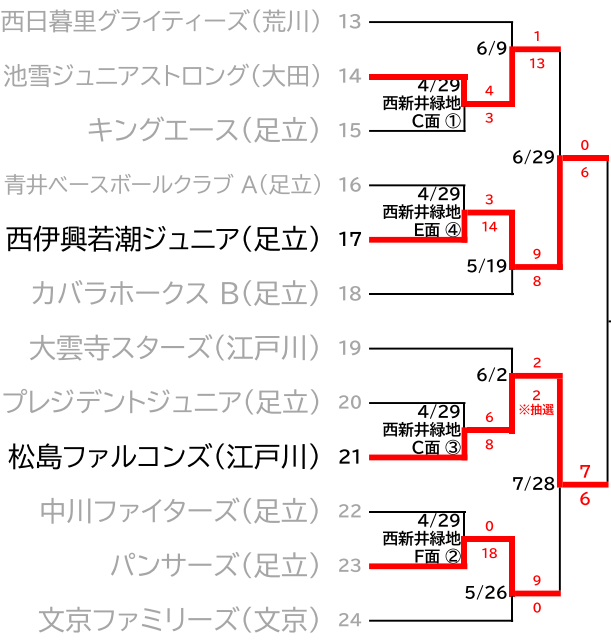 西日暮里グライティーズ(荒川) 13
池雪ジュニアストロング(大田) 14
キングエース(足立) 15
青井ベースボールクラブ A(足立) 16
西伊興若潮ジュニア(足立) 17
カバラホークス B(足立) 18
大雲寺スターズ(江戸川) 19
プレジデントジュニア(足立) 20
松島ファルコンズ(江戸川) 21
中川ファイターズ(足立) 22
パンサーズ(足立) 23
文京ファミリーズ(文京) 24
4/29
西新井緑地
C面 ①
4/29
西新井緑地
E面 ④
4/29
西新井緑地
C面 ③
4/29
西新井緑地
F面 ②
4
3
3
14
6
8
0
18
6/9
5/19
6/2
5/26
1
13
9
8
2
2
※抽選
9
0
6/29
7/28
0
6
7
6